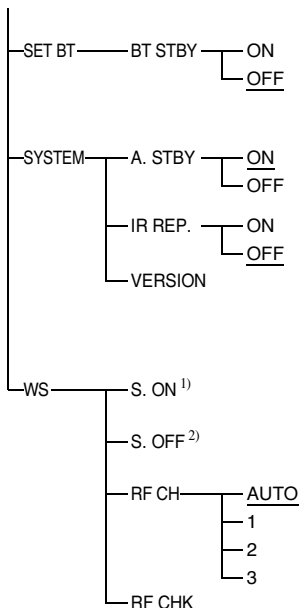 SET BT BT STBY ON
OFF
SYSTEM A. STBY ON
OFF
IR REP. ON
OFF
VERSION
WS S. ON 1)
S. OFF 2)
RF CH AUTO
1
2
3
RF CHK